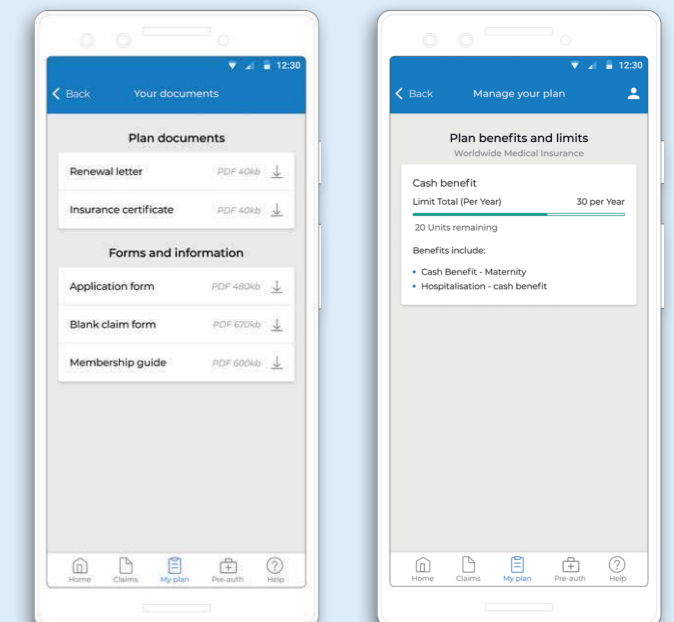 12:30
Back
Your documents
Plan documents
Renewal letter PDF 40kb
Insurance certificate PDF 40kb
Forms and information
Application form PDF 480kb
Blank claim form PDF 670kb
Membership guide PDF 600kb
Home Claims My plan Pre-auth Help
12:30
Back
Manage your plan
Plan benefits and limits
Worldwide Medical Insurance
Cash benefit
Limit Total (Per Year) 30 per Year
20 Units remaining
Benefits include:
• Cash Benefit - Maternity
• Hospitalisation - cash benefit
Home Claims My plan Pre-auth Help